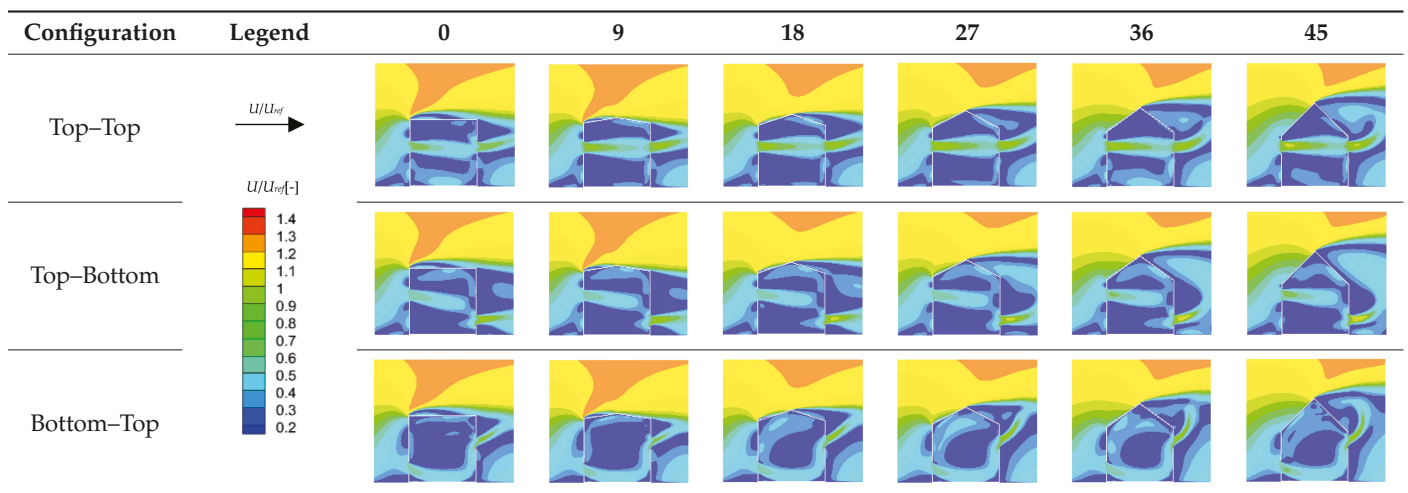 Configuration Legend 0 9 18 27 36 45
Top–Top
U/Uref
U/Uref[-]
1.4
1.3
1.2
1.1
1
0.9
0.8
0.7
0.6
0.5
0.4
0.3
0.2
Top–Bottom
Bottom–Top